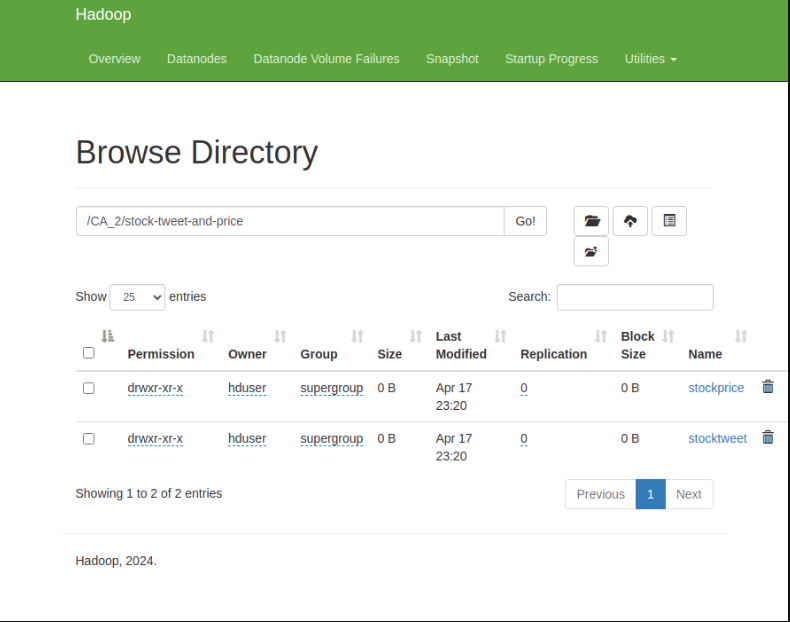 Hadoop
Overview Datanodes Datanode Volume Failures Snapshot Startup Progress Utilities
Browse Directory
/CA_2/stock-tweet-and-price Go!
Show 25 entries Search:
Permission Owner Group Size Last Modified Replication Block Size Name
drwxr-xr-x hduser supergroup 0 B Apr 17 23:20 0 0 B stockprice
drwxr-xr-x hduser supergroup 0 B Apr 17 23:20 0 0 B stocktweet
Showing 1 to 2 of 2 entries Previous 1 Next
Hadoop, 2024.